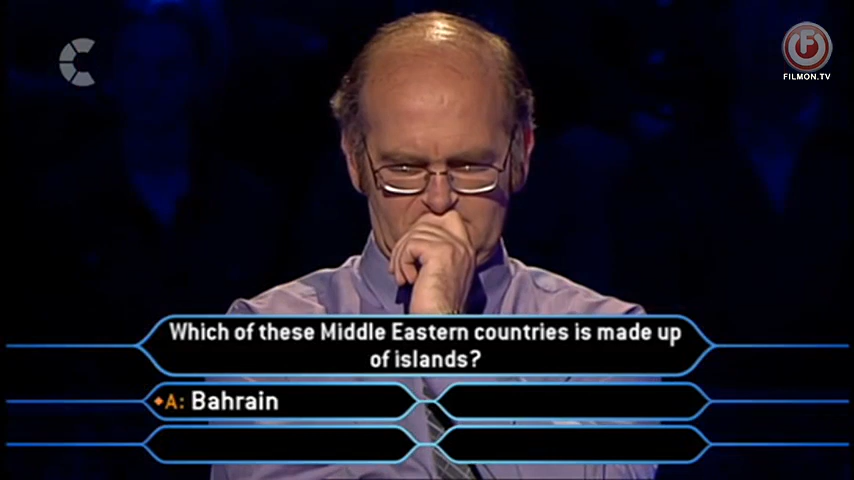 FILMON.TV
Which of these Middle Eastern countries is made up
of islands?
A: Bahrain